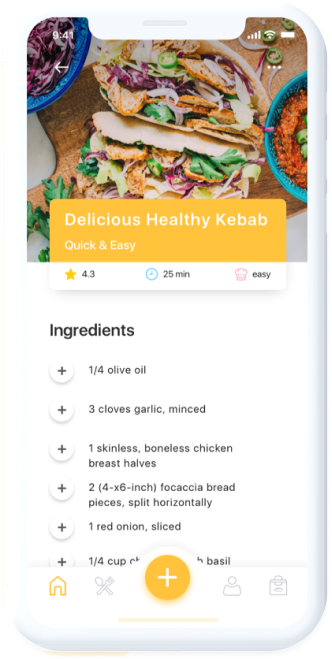 9:41
Delicious Healthy Kebab
Quick & Easy
4.3
25 min
easy
Ingredients
1/4 olive oil
3 cloves garlic, minced
1 skinless, boneless chicken
breast halves
2 (4-x6-inch) focaccia bread
pieces, split horizontally
1 red onion, sliced
1/4 cup basil